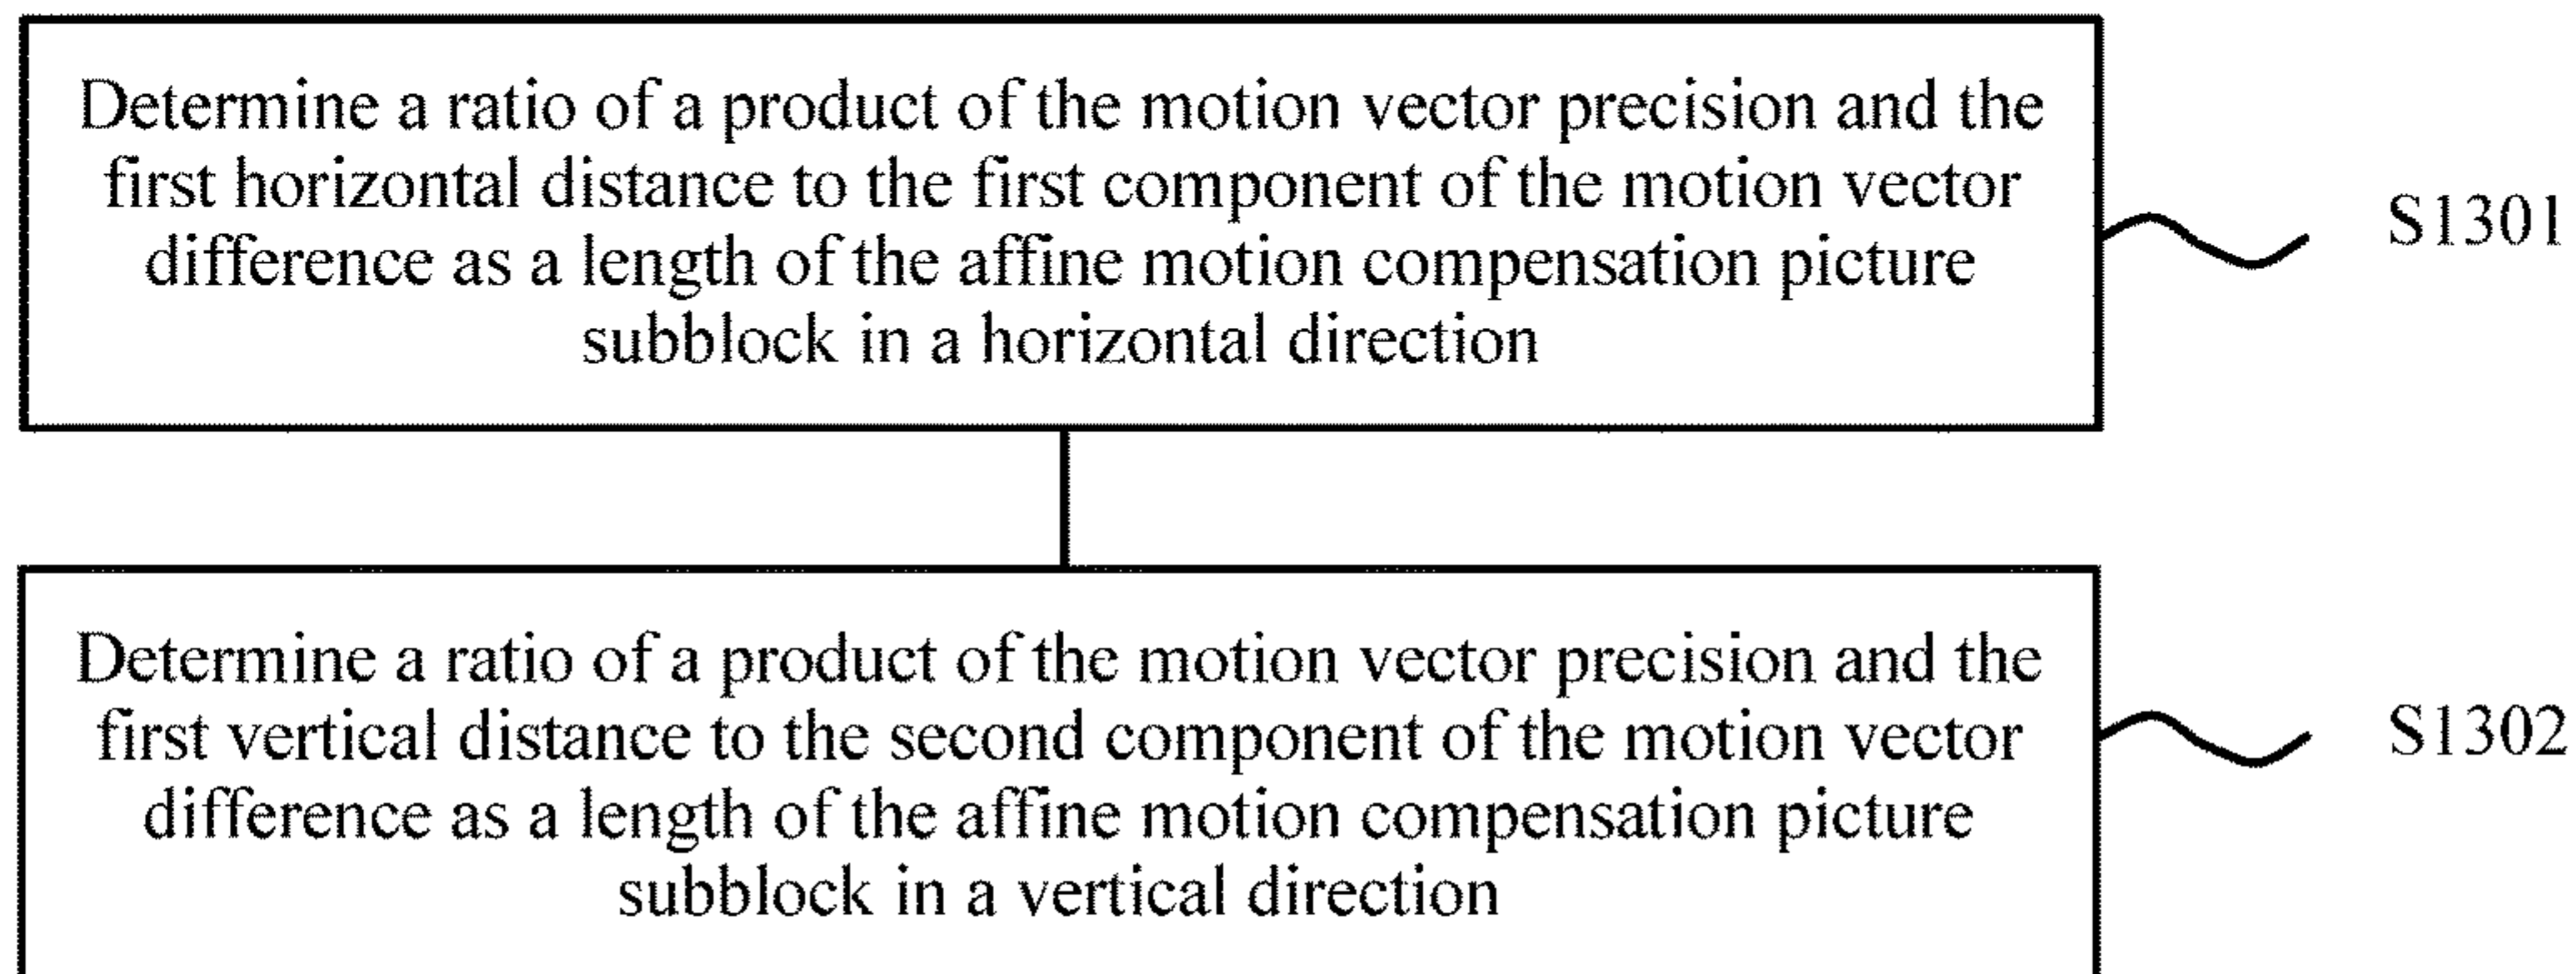 Determine a ratio of a product of the motion vector precision and the
first horizontal distance to the first component of the motion vector
difference as a length of the affine motion compensation picture
subblock in a horizontal direction
S1301
Determine a ratio of a product of the motion vector precision and the
first vertical distance to the second component of the motion vector
difference as a length of the affine motion compensation picture
subblock in a vertical direction
S1302